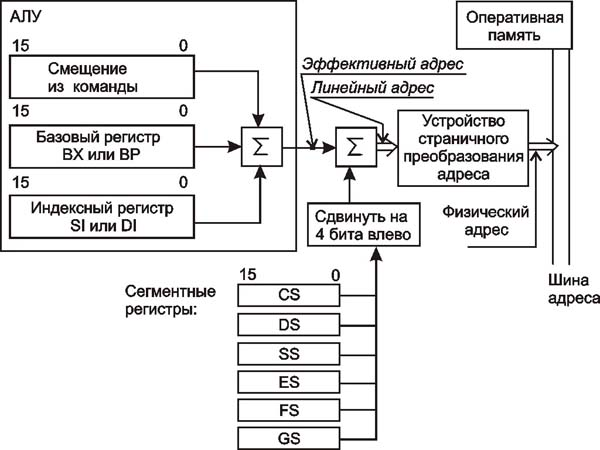 АЛУ
15 0
Смещение
из команды
15 0
Базовый регистр
BX или BP
15 0
Индексный регистр
SI или DI
Σ
Эффективный адрес
Линейный адрес
Σ
Сдвинуть на
4 бита влево
Устройство
страничного
преобразования
адреса
Оперативная
память
Физический
адрес
Шина
адреса
Сегментные
регистры:
15 0
CS
DS
SS
ES
FS
GS